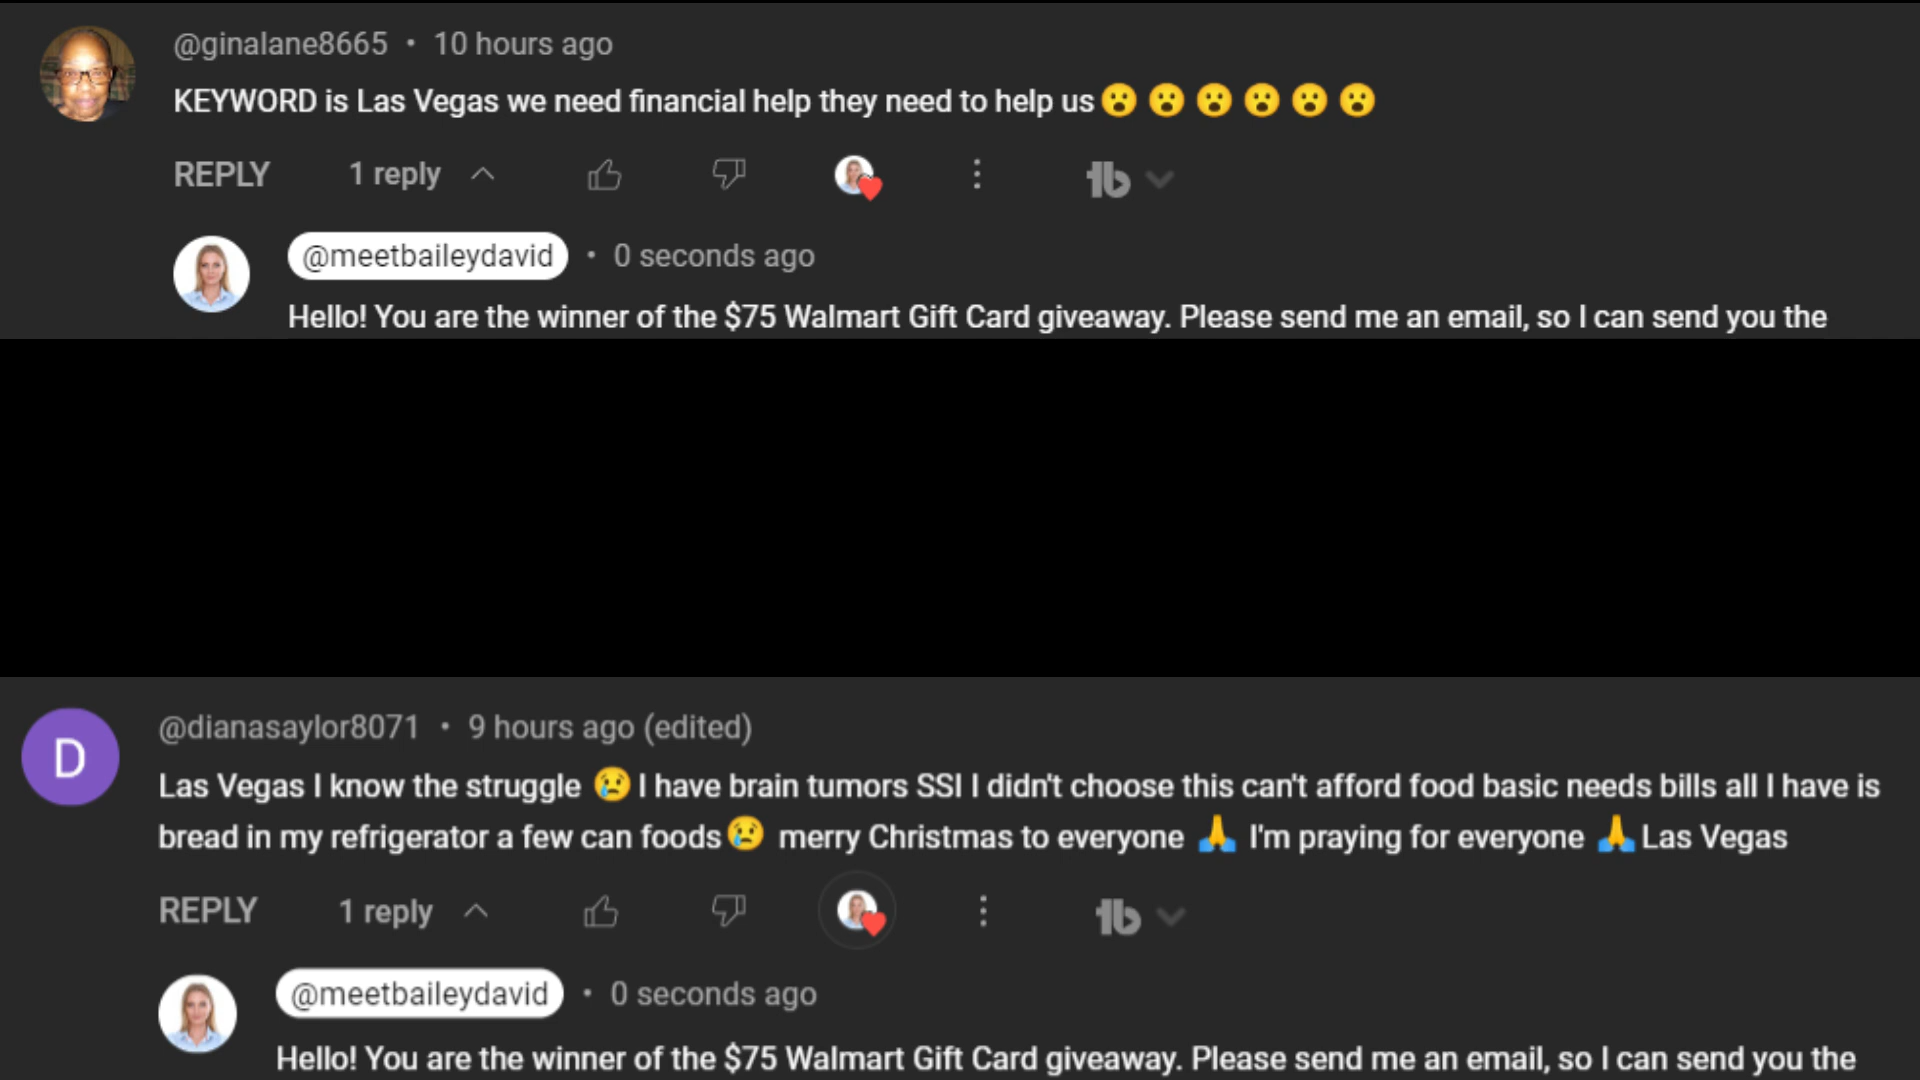 @ginalane8665 • 10 hours ago
KEYWORD is Las Vegas we need financial help they need to help us😮😮😮😮😮😮
REPLY 1 reply
tb
@meetbaileydavid • 0 seconds ago
Hello! You are the winner of the $75 Walmart Gift Card giveaway. Please send me an email, so I can send you the
D
@dianasaylor8071 • 9 hours ago (edited)
Las Vegas I know the struggle 😢 I have brain tumors SSI I didn't choose this can't afford food basic needs bills all I have is
bread in my refrigerator a few can foods😢 merry Christmas to everyone 🙏 I'm praying for everyone 🙏Las Vegas
REPLY 1 reply
tb
@meetbaileydavid • 0 seconds ago
Hello! You are the winner of the $75 Walmart Gift Card giveaway. Please send me an email, so I can send you the